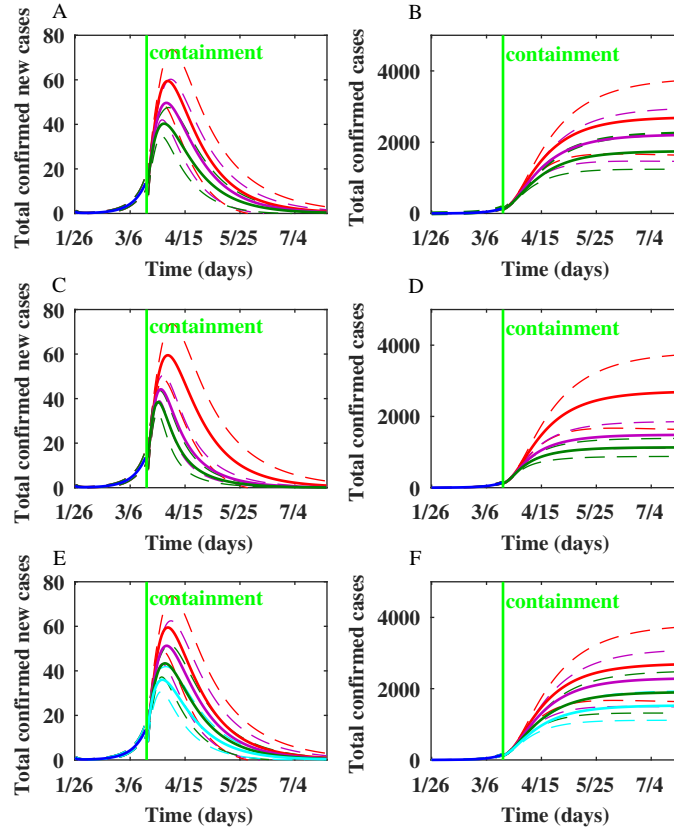 A
Total confirmed new cases
80
60
40
20
0
containment
1/26
3/6
4/15
5/25
7/4
Time (days)
B
Total confirmed cases
4000
2000
0
containment
1/26
3/6
4/15
5/25
7/4
Time (days)
C
Total confirmed new cases
80
60
40
20
0
containment
1/26
3/6
4/15
5/25
7/4
Time (days)
D
Total confirmed cases
4000
2000
0
containment
1/26
3/6
4/15
5/25
7/4
Time (days)
E
Total confirmed new cases
80
60
40
20
0
containment
1/26
3/6
4/15
5/25
7/4
Time (days)
F
Total confirmed cases
4000
2000
0
containment
1/26
3/6
4/15
5/25
7/4
Time (days)